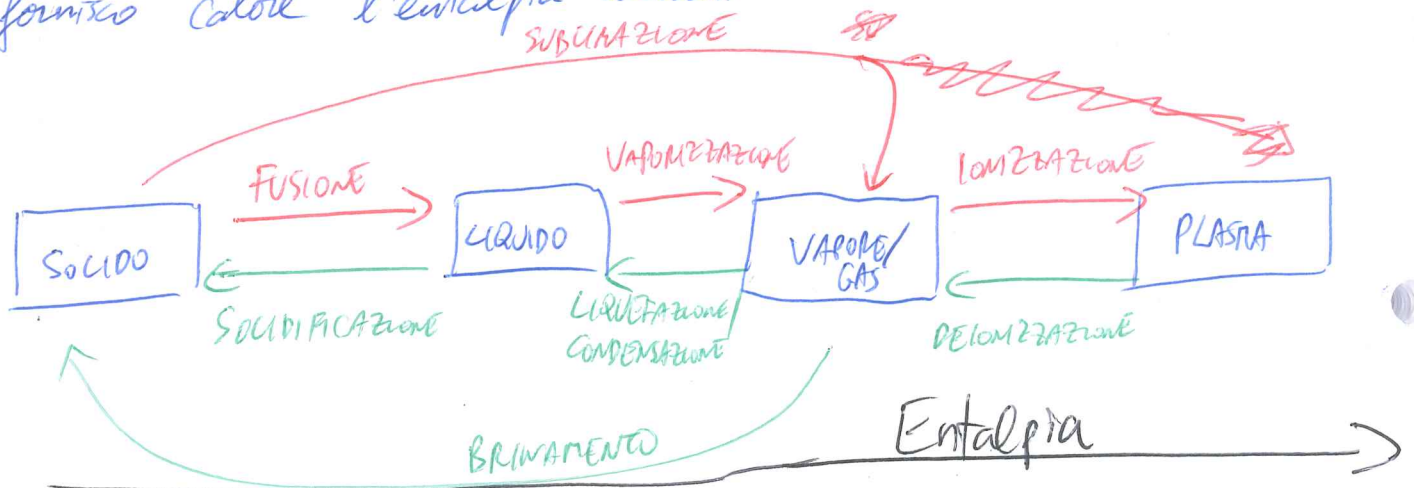 fornisco calore l'entalpia
SUBLIMAZIONE
FUSIONE
VAPORIZZAZIONE
IONIZZAZIONE
SOLIDO
LIQUIDO
VAPORE/
GAS
PLASMA
SOLIDIFICAZIONE
LIQUEFAZIONE/
CONDENSAZIONE
DEIONIZZAZIONE
BRINAMENTO
Entalpia